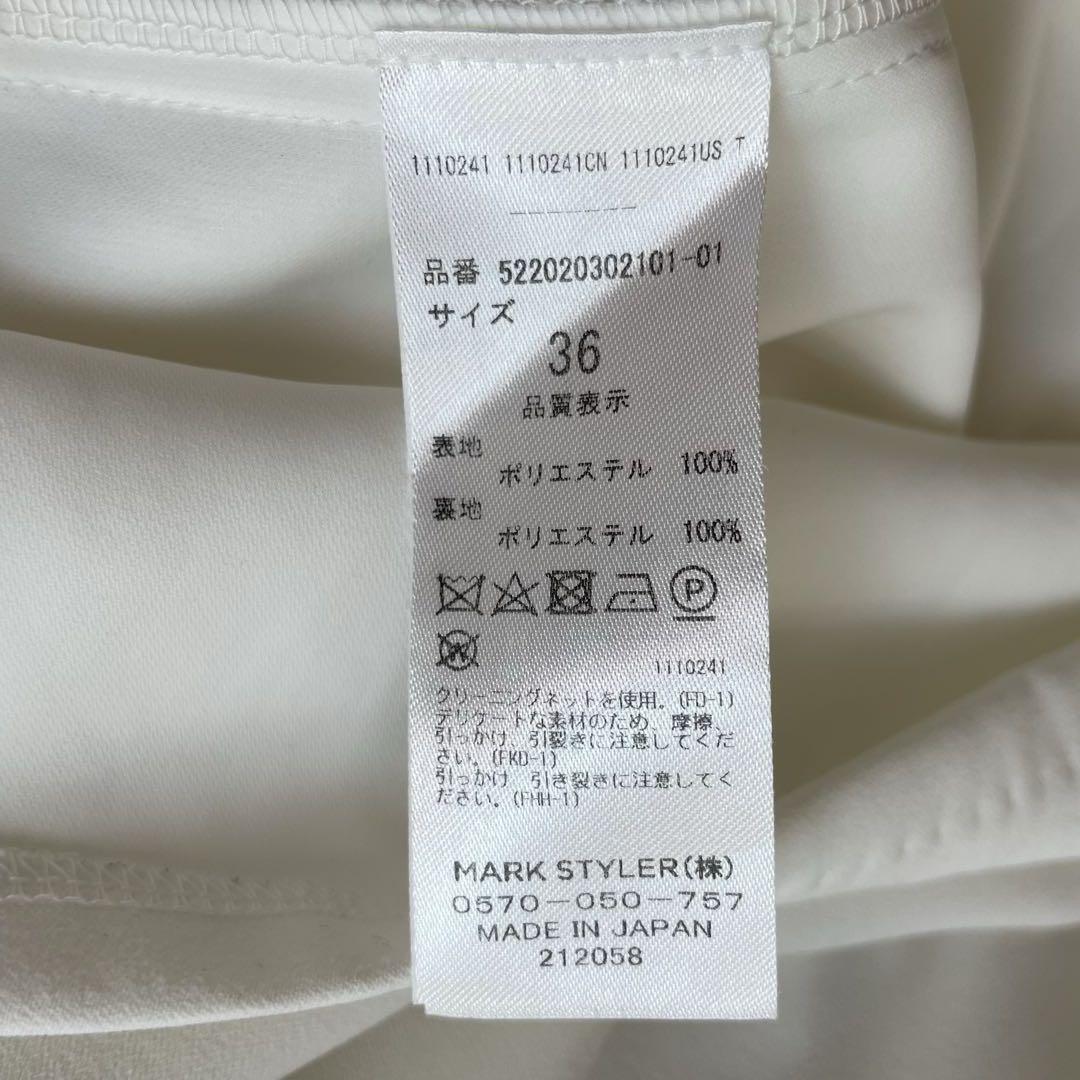 1110241 1110241CN 1110241US T
品番 522020302101-01
サイズ
36
品質表示
表地
ポリエステル 100%
裏地
ポリエステル 100%
P
W
1110241
クリーニングネットを使用。(FD-1)
デリケートな素材のため、摩擦、
引っかけ、引裂きに注意してくだ
さい。(FKD-1)
引っかけ 引き裂きに注意してく
ださい。(FHH-1)
MARK STYLER(株)
0570-050-757
MADE IN JAPAN
212058